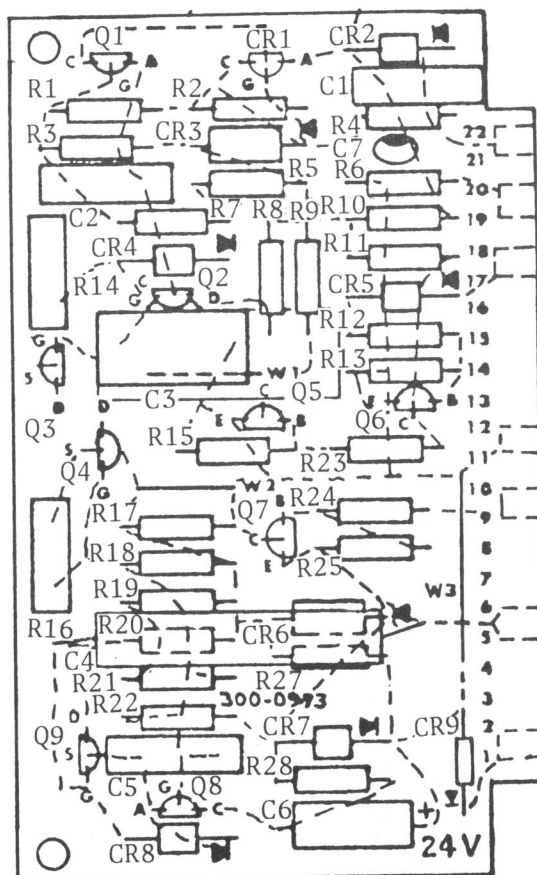 Q1 CR1 CR2
C A C A
G G C1
R1 R2
R4 22
R3 CR3 C7 21
R5 R6 20
C2 R7 R8 R9 R10 19
CR4 R11 18
Q2 17
R14 C CR5
G D 16
R12 15
G
W1 R13 14
S
C
D D C3 Q5 E B 13
E B C
Q3 R15 Q6 12
S R23 11
Q4
G W2 10
R17 Q7 B R24 9
C
R18 E R25 8
7
R19 W3
6
R16 R20 CR6 5
C4
R21 R27 4
300-0973 3
R22
D CR7 CR9 2
Q9 S 1
R28
G C5 Q8
A G C C6 +
24V
CR8